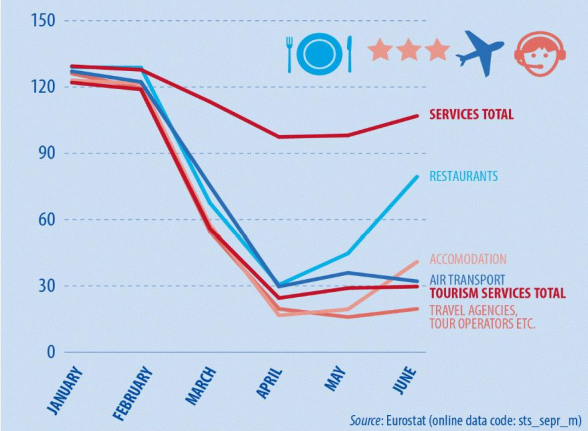 150
120
90
60
30
0
SERVICES TOTAL
RESTAURANTS
ACCOMODATION
AIR TRANSPORT
TOURISM SERVICES TOTAL
TRAVEL AGENCIES,
TOUR OPERATORS ETC.
JANUARY
FEBRUARY
MARCH
APRIL
MAY
JUNE
Source: Eurostat (online data code: sts_sepr_m)